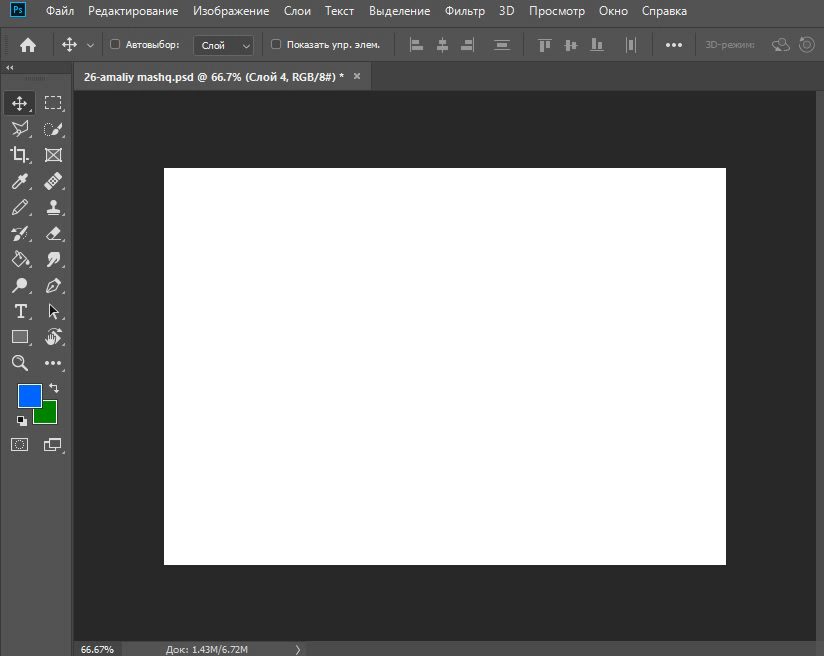 Ps Файл Редактирование Изображение Слои Текст Выделение Фильтр 3D Просмотр Окно Справка
Автовыбор: Слой Показать упр. элем. 3D-режим:
26-amaliy mashq.psd @ 66.7% (Слой 4, RGB/8#) * ×
T
66.67% Док: 1.43M/6.72M